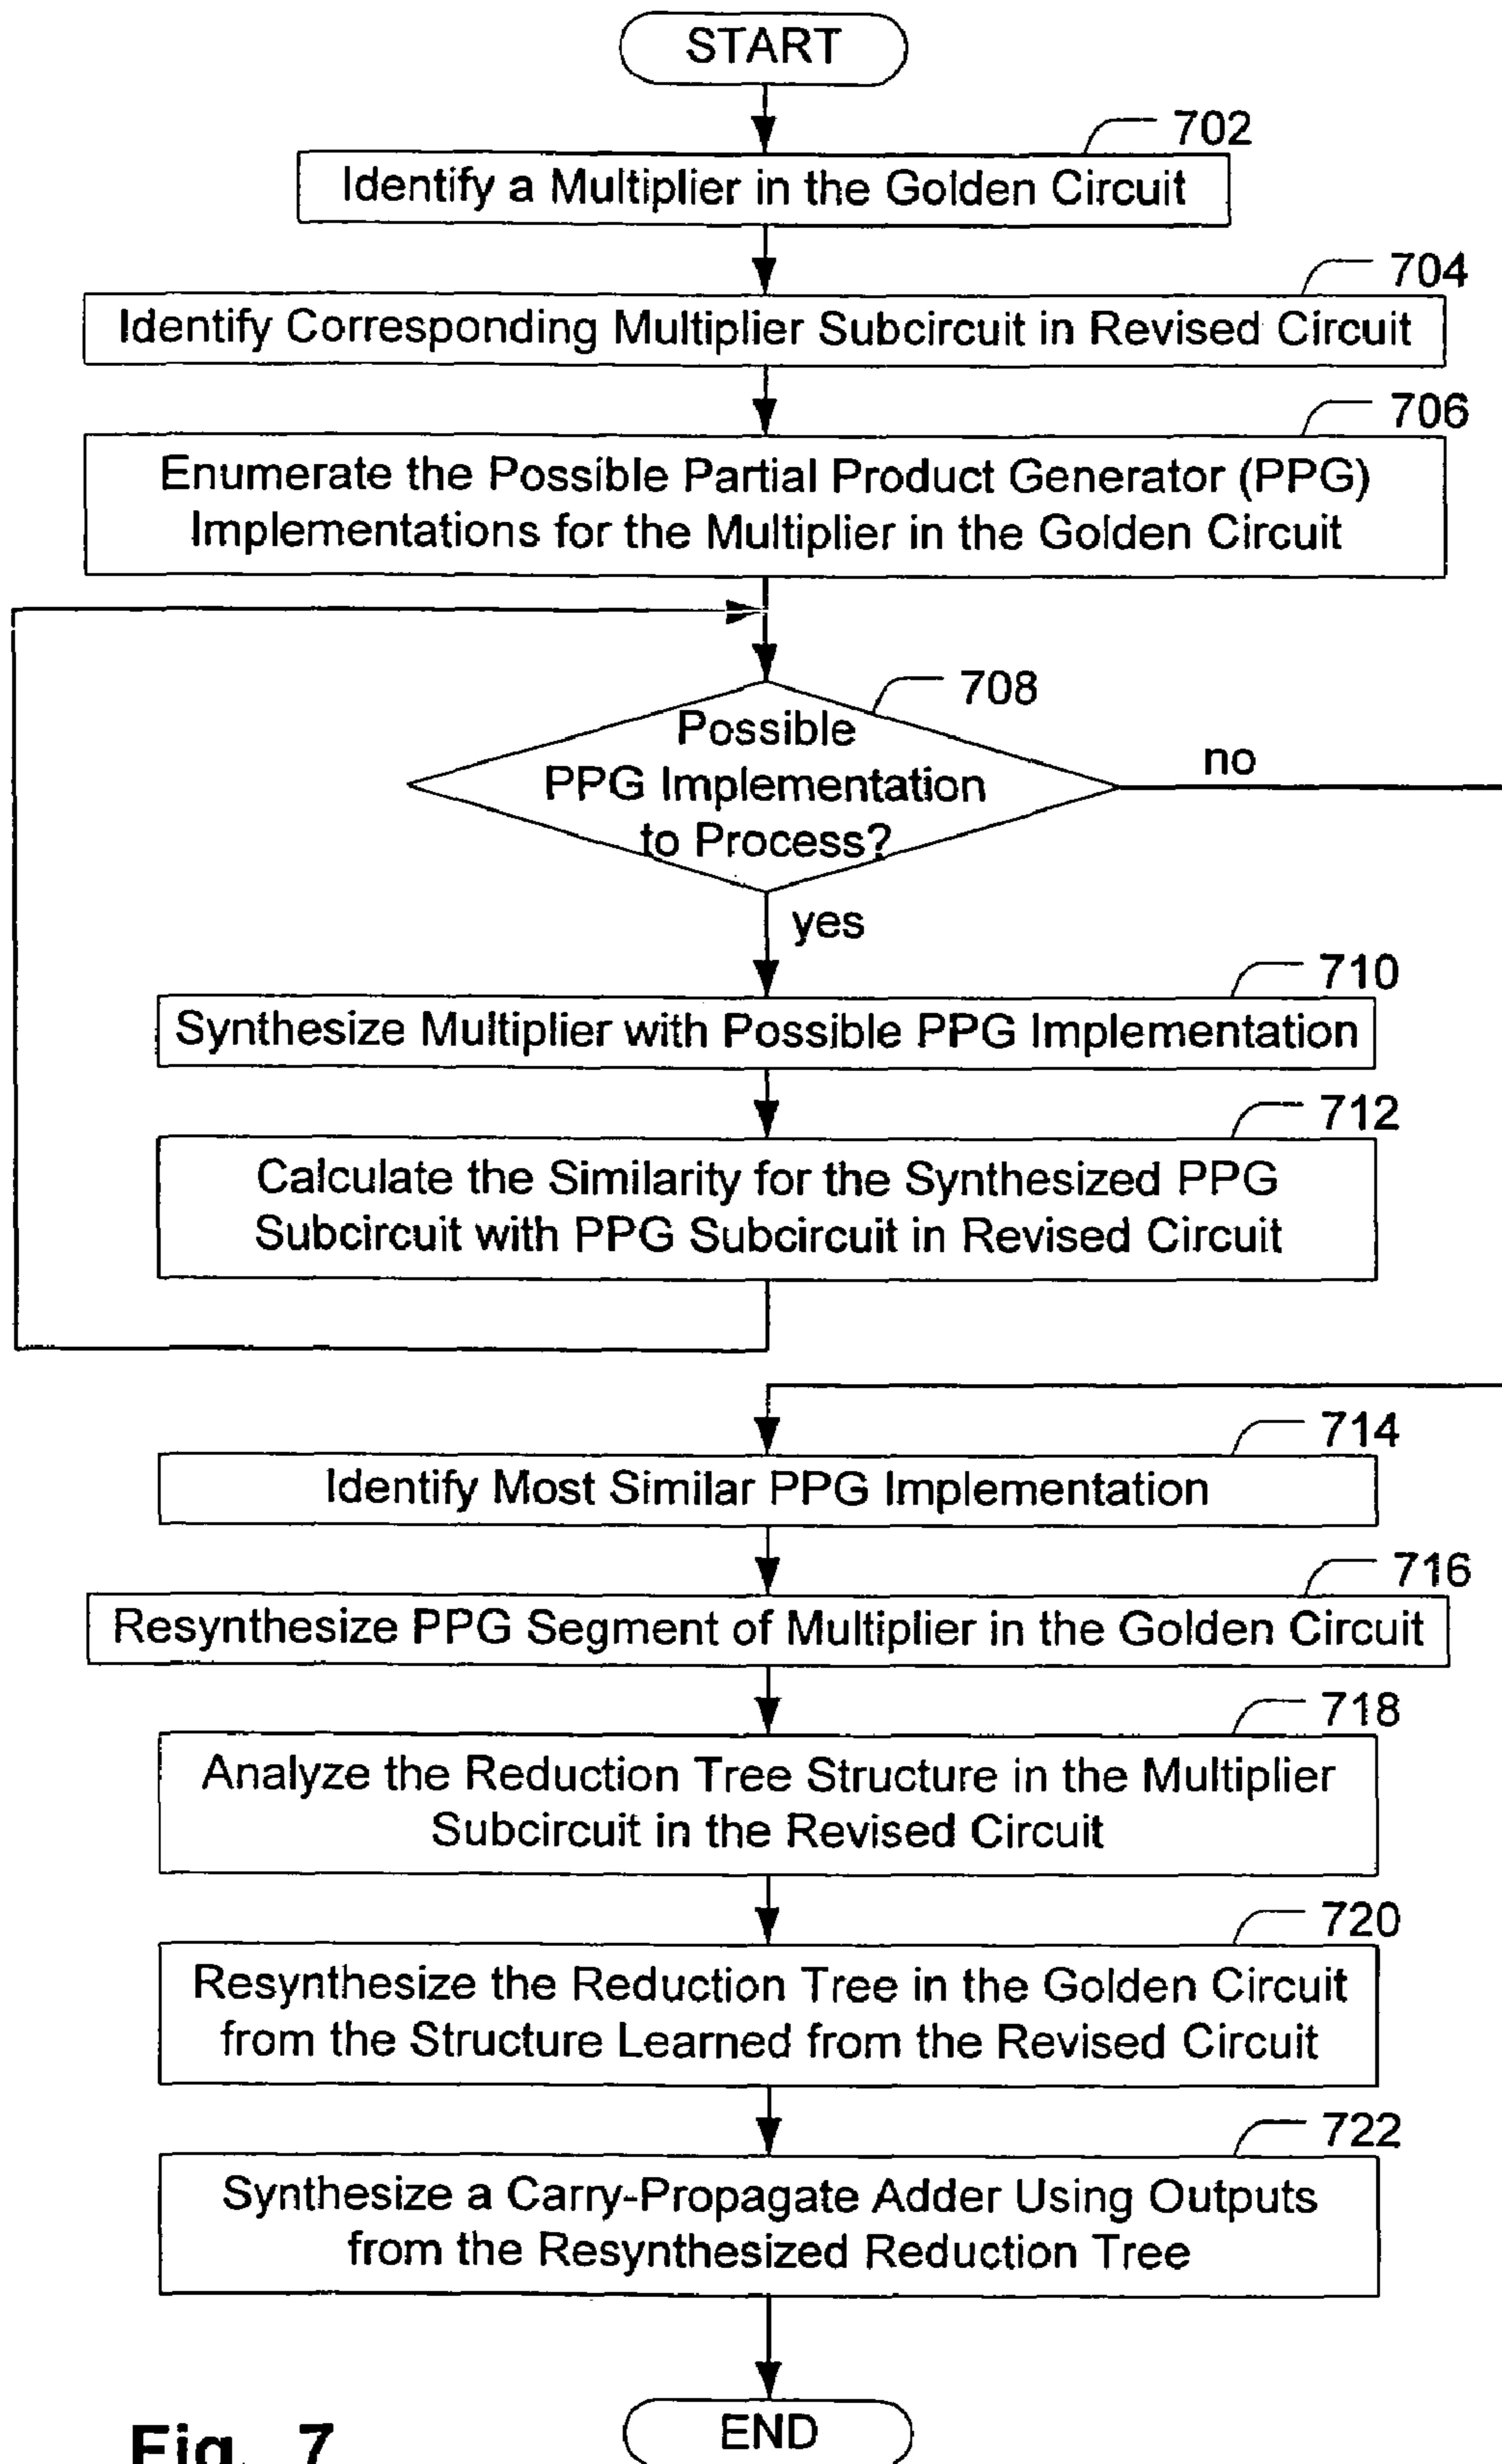 START
702
Identify a Multiplier in the Golden Circuit
704
Identify Corresponding Multiplier Subcircuit in Revised Circuit
706
Enumerate the Possible Partial Product Generator (PPG)
Implementations for the Multiplier in the Golden Circuit
708
Possible
PPG Implementation
to Process?
no
yes
710
Synthesize Multiplier with Possible PPG Implementation
712
Calculate the Similarity for the Synthesized PPG
Subcircuit with PPG Subcircuit in Revised Circuit
714
Identify Most Similar PPG Implementation
716
Resynthesize PPG Segment of Multiplier in the Golden Circuit
718
Analyze the Reduction Tree Structure in the Multiplier
Subcircuit in the Revised Circuit
720
Resynthesize the Reduction Tree in the Golden Circuit
from the Structure Learned from the Revised Circuit
722
Synthesize a Carry-Propagate Adder Using Outputs
from the Resynthesized Reduction Tree
END
Fig. 7